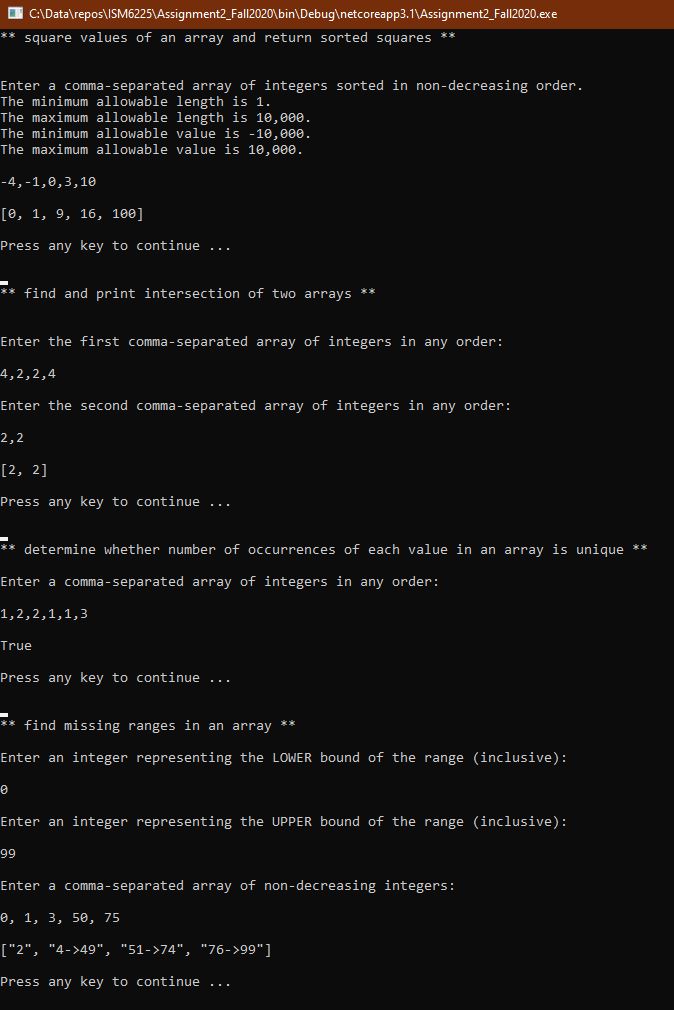 C:\Data\repos\ISM6225\Assignment2_Fall2020\bin\Debug\netcoreapp3.1\Assignment2_Fall2020.exe
** square values of an array and return sorted squares **
Enter a comma-separated array of integers sorted in non-decreasing order.
The minimum allowable length is 1.
The maximum allowable length is 10,000.
The minimum allowable value is -10,000.
The maximum allowable value is 10,000.
-4,-1,0,3,10
[0, 1, 9, 16, 100]
Press any key to continue ...
** find and print intersection of two arrays **
Enter the first comma-separated array of integers in any order:
4,2,2,4
Enter the second comma-separated array of integers in any order:
2,2
[2, 2]
Press any key to continue ...
** determine whether number of occurrences of each value in an array is unique **
Enter a comma-separated array of integers in any order:
1,2,2,1,1,3
True
Press any key to continue ...
** find missing ranges in an array **
Enter an integer representing the LOWER bound of the range (inclusive):
0
Enter an integer representing the UPPER bound of the range (inclusive):
99
Enter a comma-separated array of non-decreasing integers:
0, 1, 3, 50, 75
["2", "4->49", "51->74", "76->99"]
Press any key to continue ...